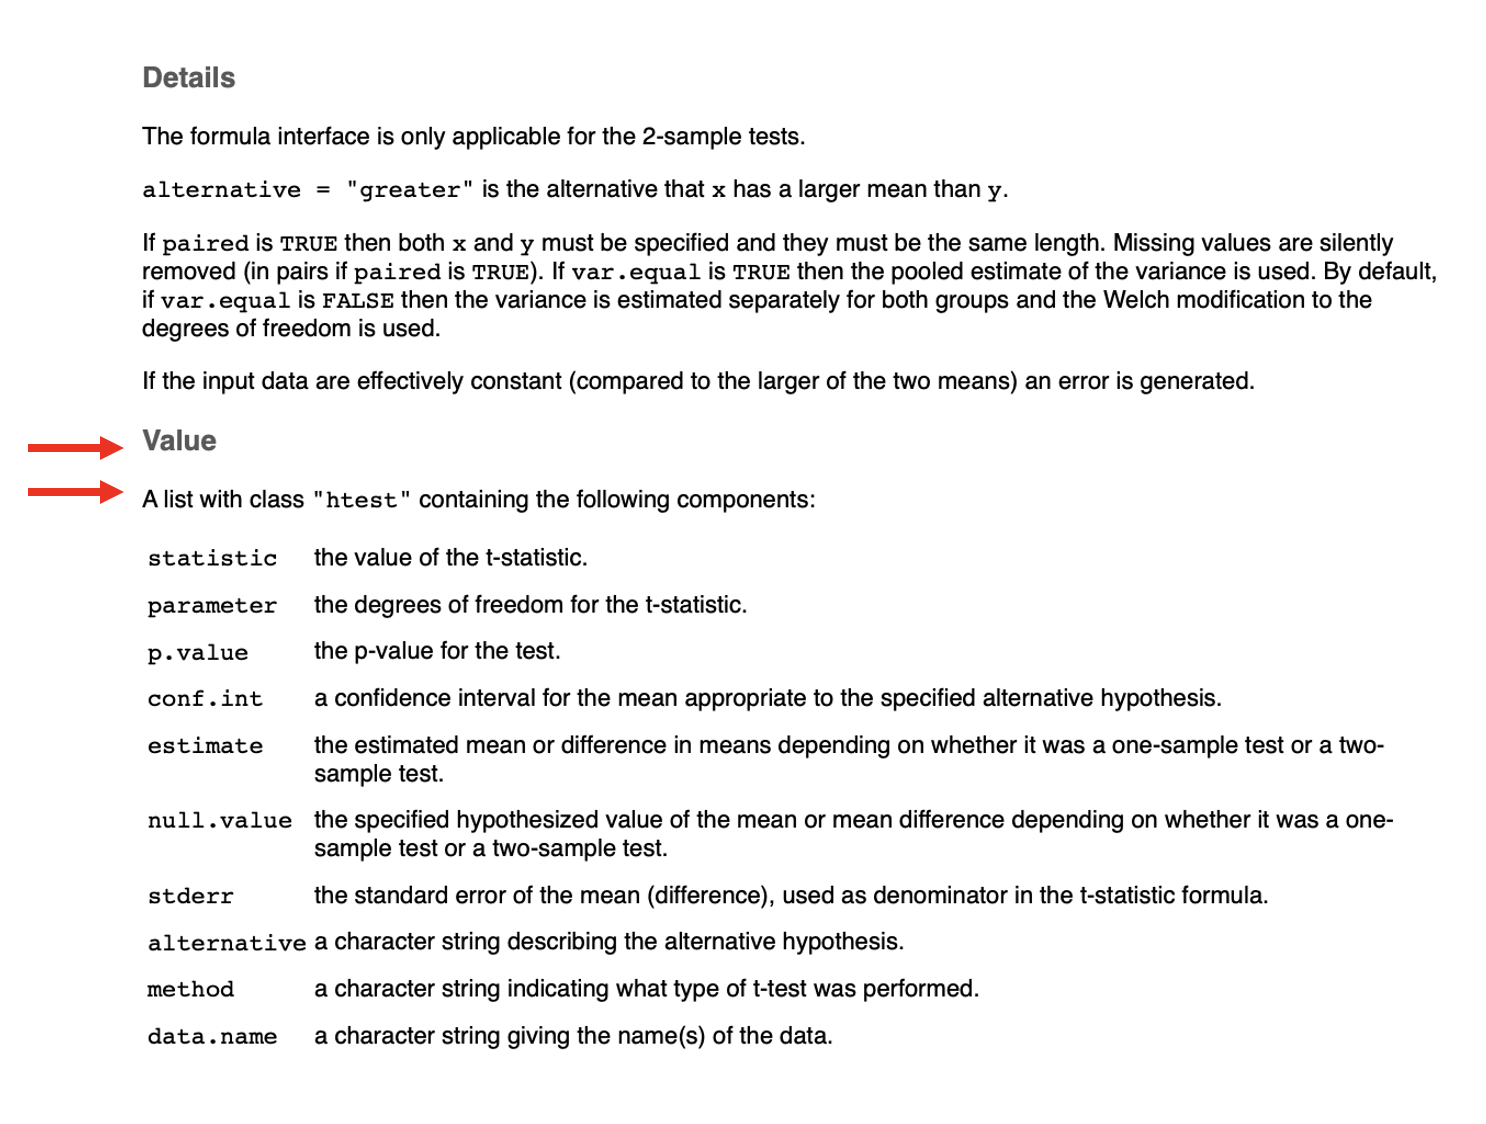 Details
The formula interface is only applicable for the 2-sample tests.
alternative = "greater" is the alternative that x has a larger mean than y.
If paired is TRUE then both x and y must be specified and they must be the same length. Missing values are silently
removed (in pairs if paired is TRUE). If var.equal is TRUE then the pooled estimate of the variance is used. By default,
if var.equal is FALSE then the variance is estimated separately for both groups and the Welch modification to the
degrees of freedom is used.
If the input data are effectively constant (compared to the larger of the two means) an error is generated.
Value
A list with class "htest" containing the following components:
statistic the value of the t-statistic.
parameter the degrees of freedom for the t-statistic.
p.value the p-value for the test.
conf.int a confidence interval for the mean appropriate to the specified alternative hypothesis.
estimate the estimated mean or difference in means depending on whether it was a one-sample test or a two-
sample test.
null.value the specified hypothesized value of the mean or mean difference depending on whether it was a one-
sample test or a two-sample test.
stderr the standard error of the mean (difference), used as denominator in the t-statistic formula.
alternative a character string describing the alternative hypothesis.
method a character string indicating what type of t-test was performed.
data.name a character string giving the name(s) of the data.